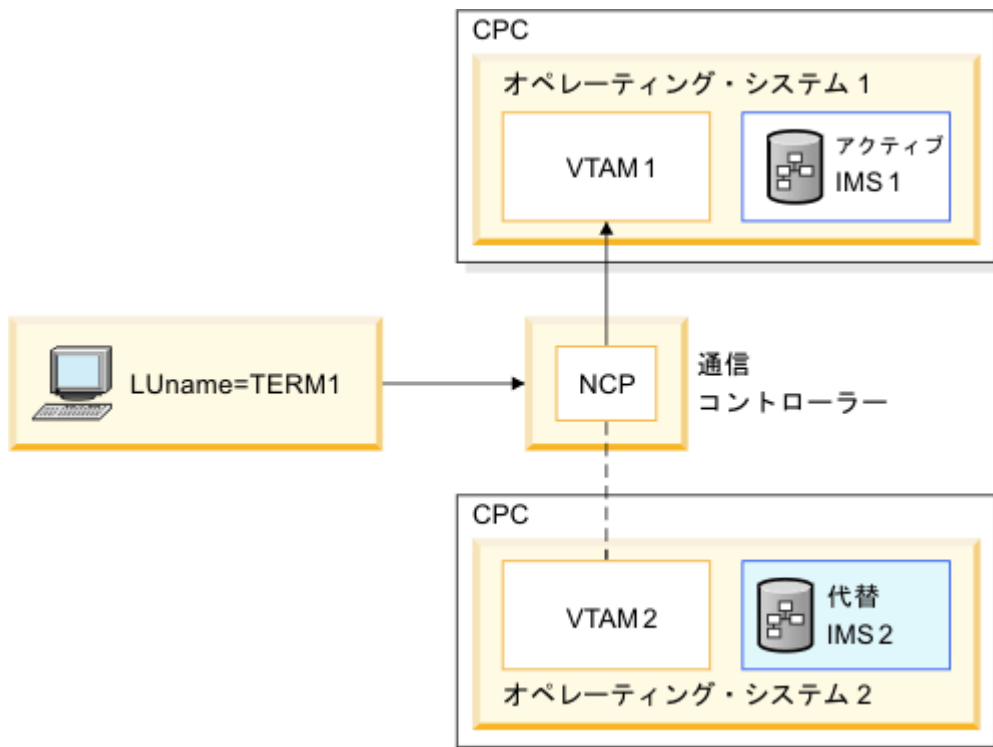 CPC
オペレーティング・システム 1
VTAM 1
アクティブ
IMS 1
LUname=TERM1
NCP
通信
コントローラー
CPC
VTAM 2
代替
IMS 2
オペレーティング・システム 2